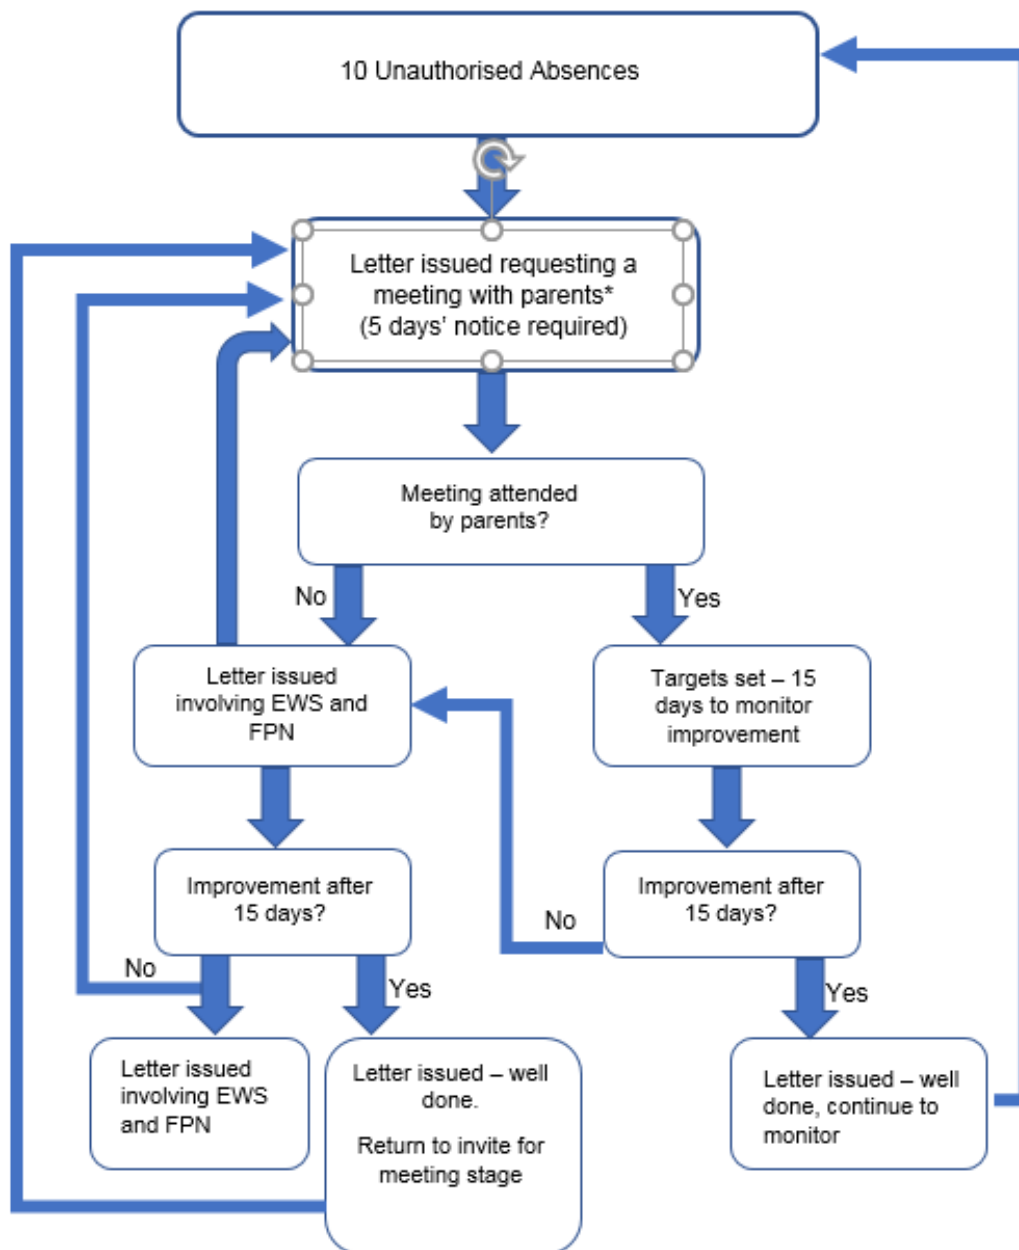 10 Unauthorised Absences
Letter issued requesting a
meeting with parents*
(5 days’ notice required)
Meeting attended
by parents?
No
Yes
Letter issued
involving EWS and
FPN
Targets set – 15
days to monitor
improvement
Improvement after
15 days?
No
Improvement after
15 days?
No
Yes
Yes
Letter issued
involving EWS
and FPN
Letter issued – well
done.
Return to invite for
meeting stage
Letter issued – well
done, continue to
monitor